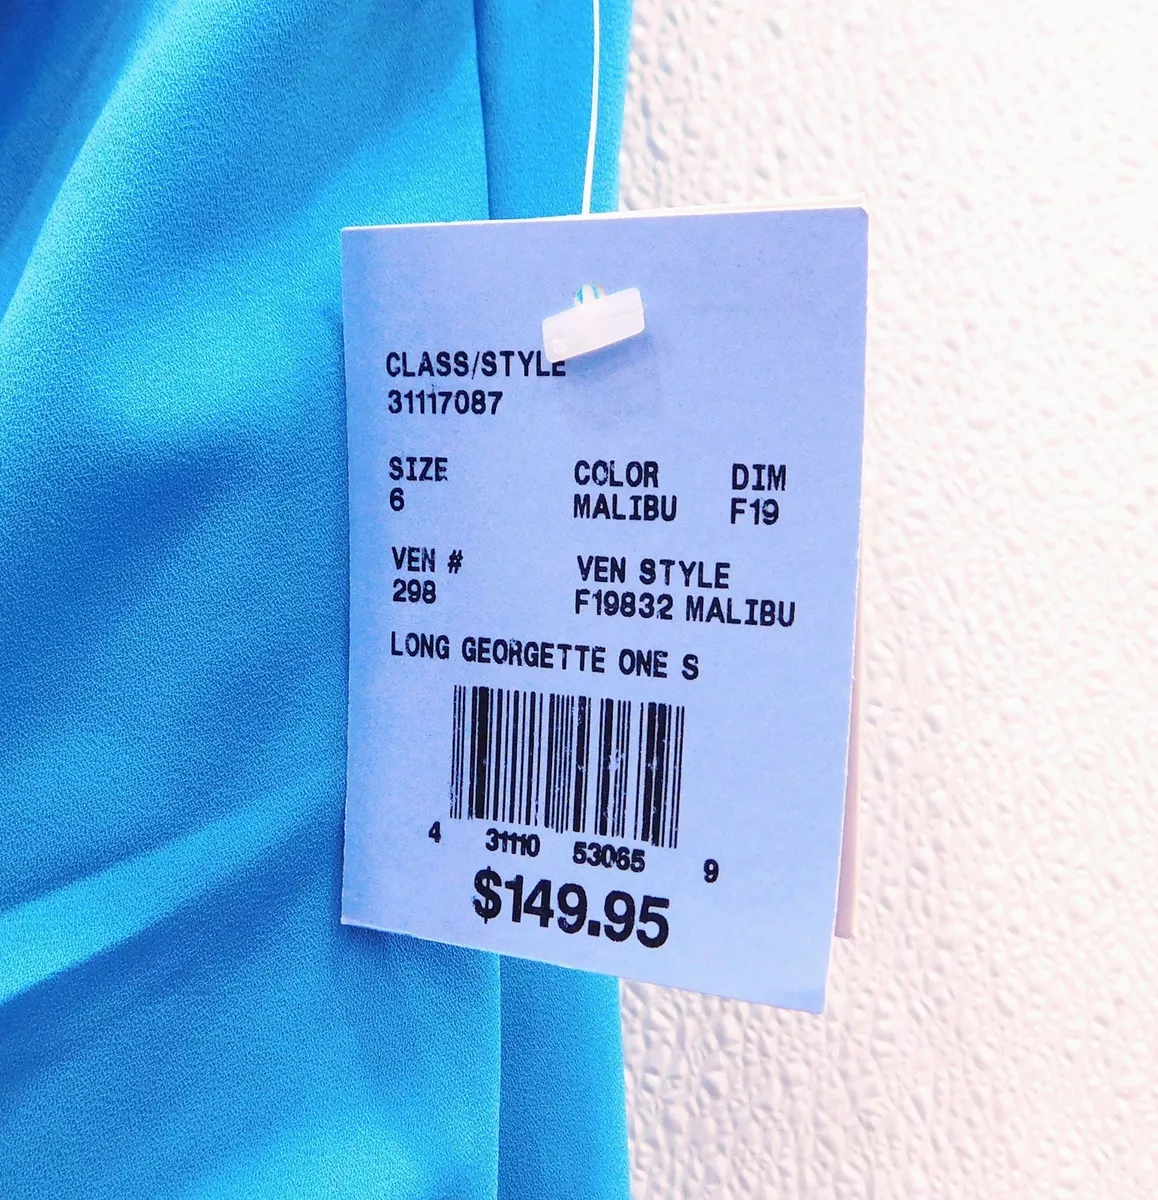 CLASS/STYLE
31117087
SIZE COLOR DIM
6 MALIBU F19
VEN # VEN STYLE
298 F19832 MALIBU
LONG GEORGETTE ONE S
4 31110 53065 9
$149.95